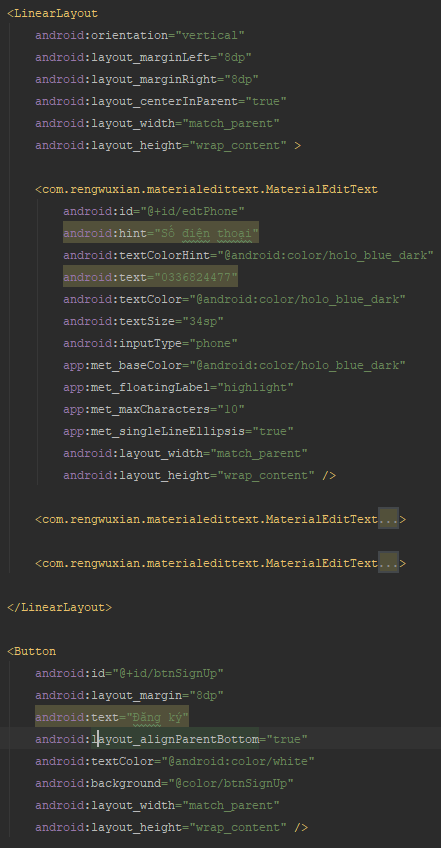 <LinearLayout
android:orientation="vertical"
android:layout_marginLeft="8dp"
android:layout_marginRight="8dp"
android:layout_centerInParent="true"
android:layout_width="match_parent"
android:layout_height="wrap_content" >
<com.rengwuxian.materialedittext.MaterialEditText
android:id="@+id/edtPhone"
android:hint="Số điện thoại"
android:textColorHint="@android:color/holo_blue_dark"
android:text="0336824477"
android:textColor="@android:color/holo_blue_dark"
android:textSize="34sp"
android:inputType="phone"
app:met_baseColor="@android:color/holo_blue_dark"
app:met_floatingLabel="highlight"
app:met_maxCharacters="10"
app:met_singleLineEllipsis="true"
android:layout_width="match_parent"
android:layout_height="wrap_content" />
<com.rengwuxian.materialedittext.MaterialEditText...>
<com.rengwuxian.materialedittext.MaterialEditText...>
</LinearLayout>
<Button
android:id="@+id/btnSignUp"
android:layout_margin="8dp"
android:text="Đăng ký"
android:layout_alignParentBottom="true"
android:textColor="@android:color/white"
android:background="@color/btnSignUp"
android:layout_width="match_parent"
android:layout_height="wrap_content" />